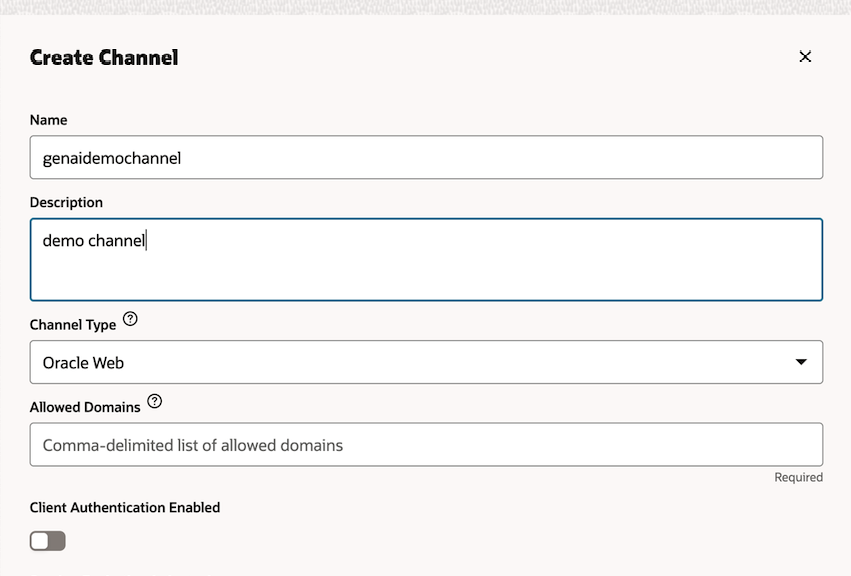 Create Channel
Name
genaidemochannel
Description
demo channel
Channel Type
Oracle Web
Allowed Domains
Comma-delimited list of allowed domains
Required
Client Authentication Enabled